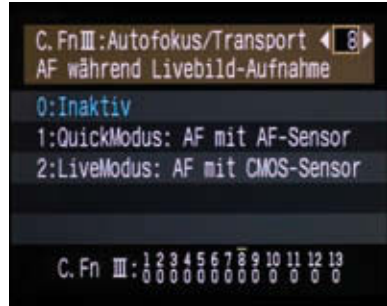 C.FnⅢ:Autofokus/Transport 8
AF während Livebild-Aufnahme
0:Inaktiv
1:QuickModus: AF mit AF-Sensor
2:LiveModus: AF mit CMOS-Sensor
C.Fn Ⅲ: 1 2 3 4 5 6 7 8 9 10 11 12 13
0 0 0 0 0 0 0 0 0 0 0 0 0